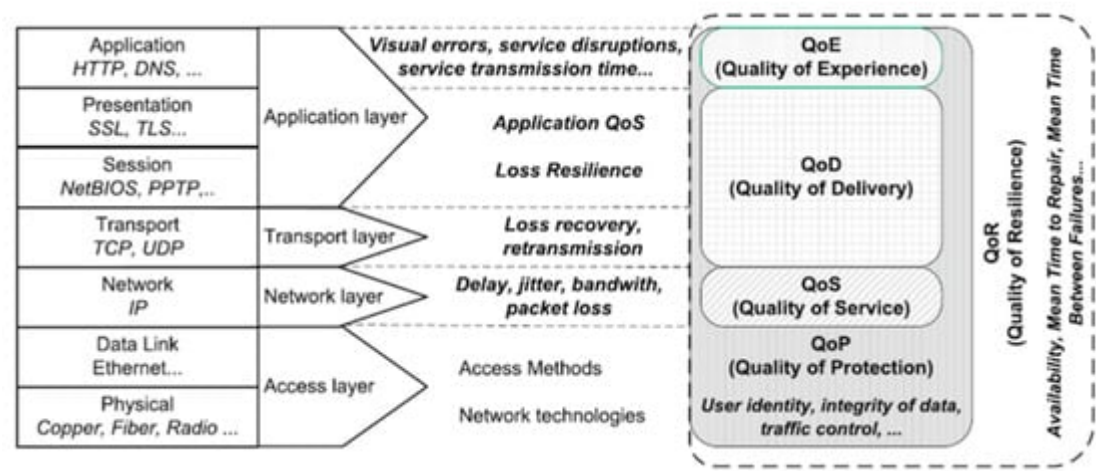 Application
HTTP, DNS, ...
Presentation
SSL, TLS...
Session
NetBIOS, PPTP,..
Transport
TCP, UDP
Network
IP
Data Link
Ethernet...
Physical
Copper, Fiber, Radio ...
Application layer
Transport layer
Network layer
Access layer
Visual errors, service disruptions,
service transmission time...
Application QoS
Loss Resilience
Loss recovery,
retransmission
Delay, jitter, bandwith,
packet loss
Access Methods
Network technologies
QoE
(Quality of Experience)
QoD
(Quality of Delivery)
QoS
(Quality of Service)
QoP
(Quality of Protection)
User identity, integrity of data,
traffic control, ...
QoR
(Quality of Resilience)
Availability, Mean Time to Repair, Mean Time
Between Failures...